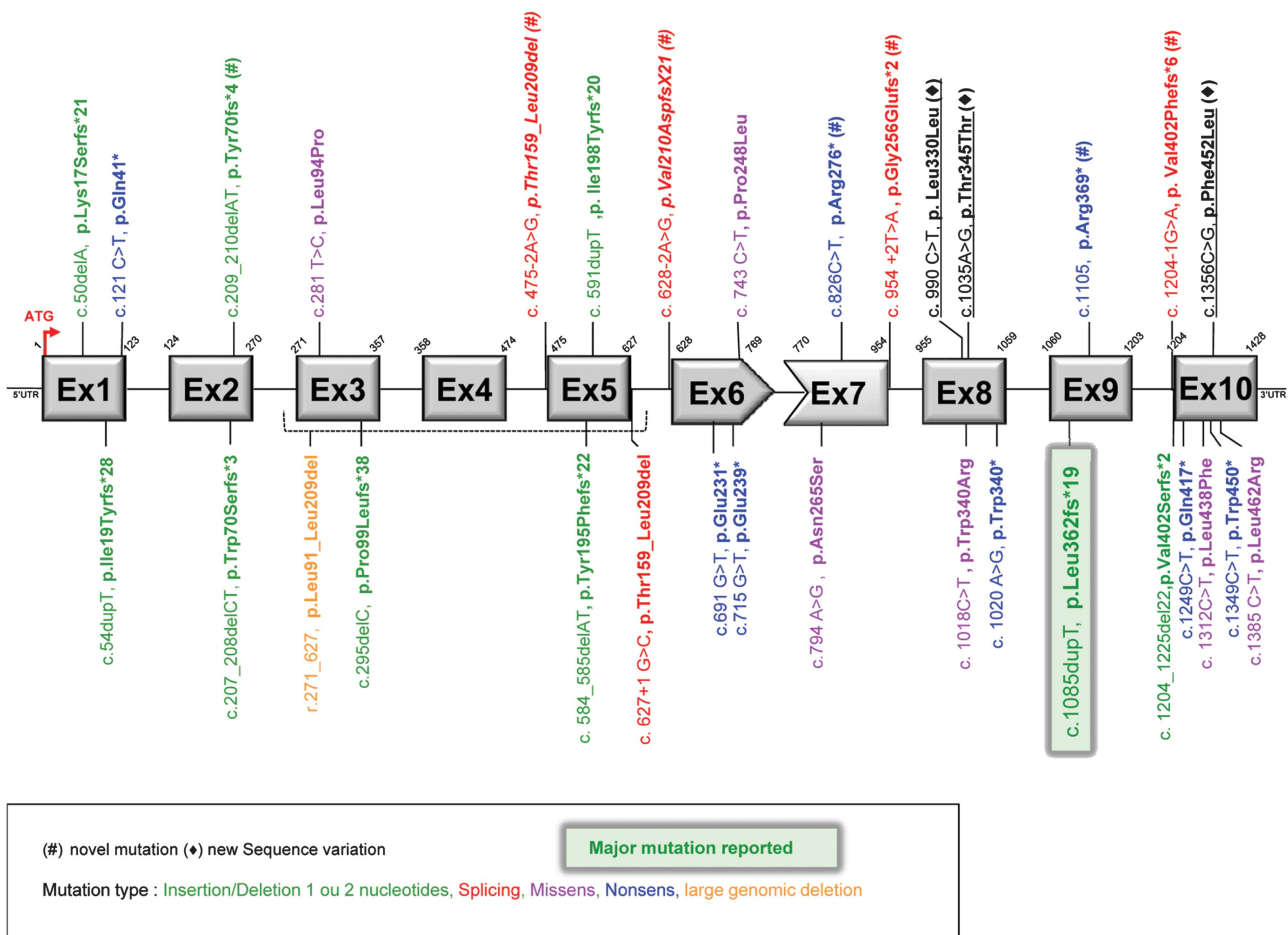 c.50delA, p.Lys17Serfs*21
c.121 C>T, p.Gln41*
c.209_210delAT, p.Tyr70fs*4 (#)
c.281 T>C, p.Leu94Pro
c. 475-2A>G, p.Thr159_Leu209del (#)
c. 591dupT ,p. Ile198Tyrfs*20
c. 628-2A>G, p.Val210AspfsX21 (#)
c. 743 C>T, p.Pro248Leu
c.826C>T, p.Arg276* (#)
c. 954 +2T>A , p.Gly256Glufs*2 (#)
c. 990 C>T, p. Leu330Leu (♦)
c.1035A>G, p.Thr345Thr (♦)
c.1105, p.Arg369* (#)
c. 1204-1G>A, p. Val402Phefs*6 (#)
c.1356C>G, p.Phe452Leu (♦)
ATG
1 123 124 270 271 357 358 474 475 627 628 769 770 954 955 1059 1060 1203 1204 1428
5'UTR Ex1 Ex2 Ex3 Ex4 Ex5 Ex6 Ex7 Ex8 Ex9 Ex10 3'UTR
c.54dupT, p.Ile19Tyrfs*28
c.207_208delCT, p.Trp70Serfs*3
r.271_627, p.Leu91_Leu209del
c.295delC, p.Pro99Leufs*38
c. 584_585delAT, p.Tyr195Phefs*22
c. 627+1 G>C, p.Thr159_Leu209del
c.691 G>T, p.Glu231*
c.715 G>T, p.Glu239*
c.794 A>G , p.Asn265Ser
c. 1018C>T , p.Trp340Arg
c. 1020 A>G, p.Trp340*
c.1085dupT, p.Leu362fs*19
c. 1204_1225del22,p.Val402Serfs*2
c.1249C>T, p.Gln417*
c. 1312C>T, p.Leu438Phe
c.1349C>T, p.Trp450*
c.1385 C>T, p.Leu462Arg
(#) novel mutation (♦) new Sequence variation
Major mutation reported
Mutation type : Insertion/Deletion 1 ou 2 nucleotides, Splicing, Missens, Nonsens, large genomic deletion